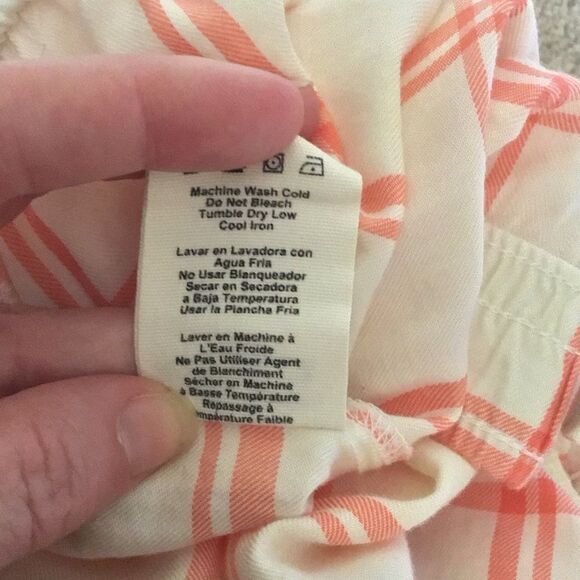 Machine Wash Cold
Do Not Bleach
Tumble Dry Low
Cool Iron
Lavar en Lavadora con
Agua Fria
No Usar Blanqueador
Secar en Secadora
a Baja Temperatura
Usar la Plancha Fria
Laver en Machine à
L'Eau Froide
Ne Pas Utiliser Agent
de Blanchiment
Sécher en Machine
à Basse Température
Repassage à
Température Faible